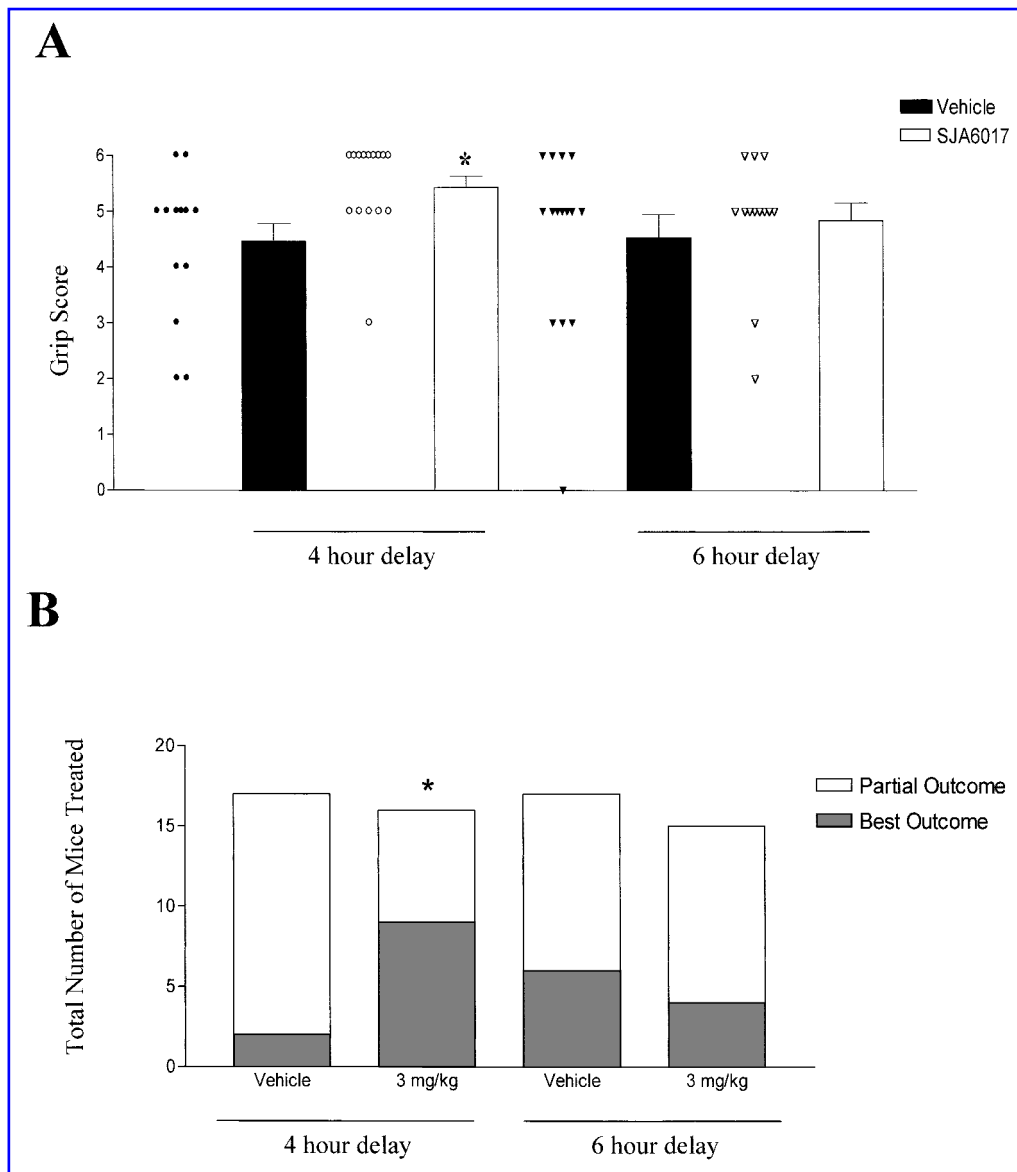 A
Vehicle
SJA6017
Grip Score
6
5
4
3
2
1
0
*
4 hour delay
6 hour delay
B
Total Number of Mice Treated
20
15
10
5
0
*
Partial Outcome
Best Outcome
Vehicle
3 mg/kg
Vehicle
3 mg/kg
4 hour delay
6 hour delay